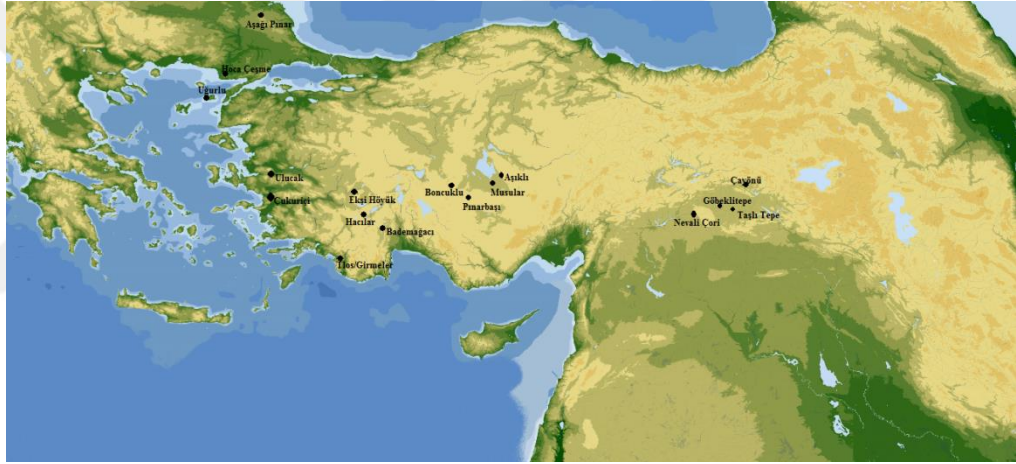 Aşağı Pınar
Hoca Çeşme
Uğurlu
Ulucak
Çukuriçi
Ekşi Höyük
Hacılar
Bademağacı
Tlos/Girmeler
Boncuklu
Pınarbaşı
Aşıklı
Musular
Çayönü
Göbeklitepe
Nevali Çori
Taşlı Tepe